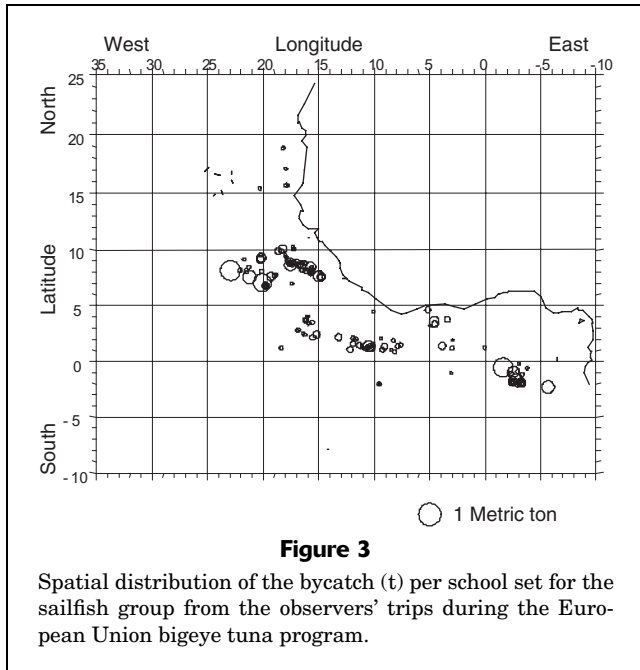 West Longitude East
35 30 25 20 15 10 5 0 -5 -10
25
North
20
15
10
Latitude
5
0
-5
South
-10
1 Metric ton
Figure 3
Spatial distribution of the bycatch (t) per school set for the
sailfish group from the observers’ trips during the Euro-
pean Union bigeye tuna program.